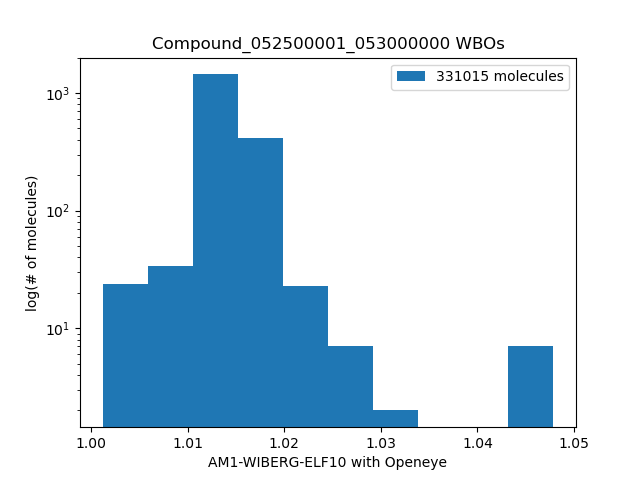 Compound_052500001_053000000 WBOs
331015 molecules
log(# of molecules)
10³
10²
10¹
1.00 1.01 1.02 1.03 1.04 1.05
AM1-WIBERG-ELF10 with Openeye